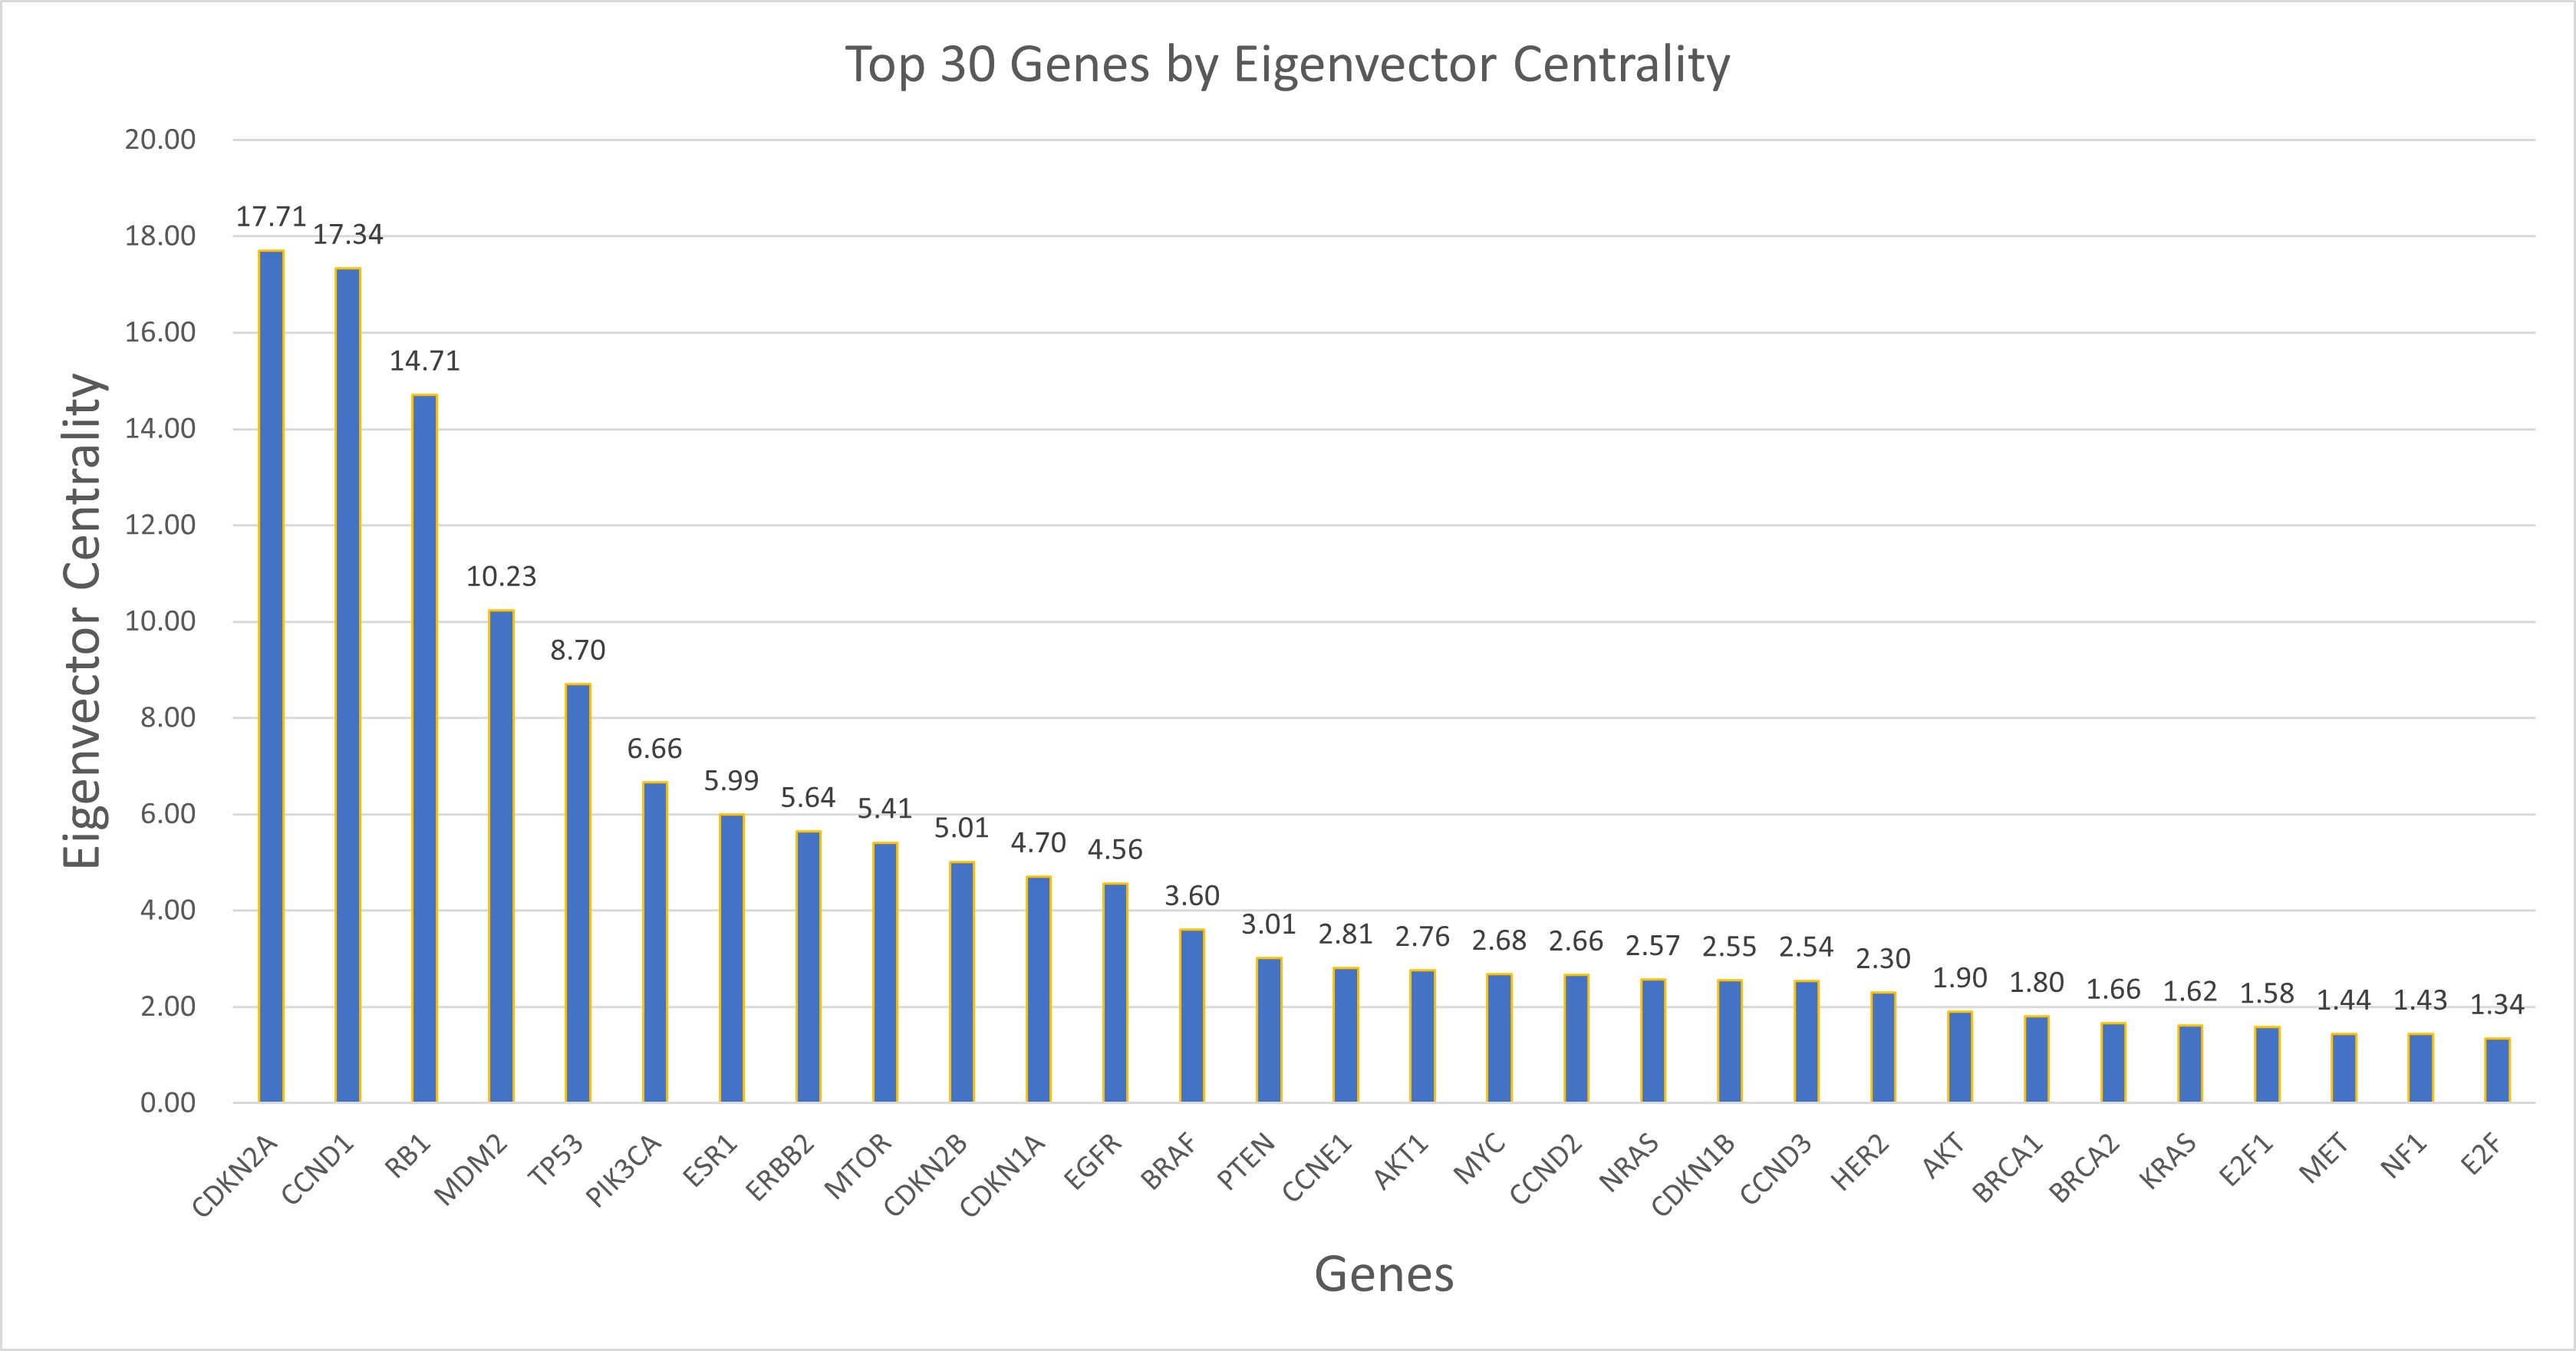 Top 30 Genes by Eigenvector Centrality
Eigenvector Centrality
20.00
18.00
16.00
14.00
12.00
10.00
8.00
6.00
4.00
2.00
0.00
17.71
17.34
14.71
10.23
8.70
6.66
5.99
5.64
5.41
5.01
4.70
4.56
3.60
3.01
2.81
2.76
2.68
2.66
2.57
2.55
2.54
2.30
1.90
1.80
1.66
1.62
1.58
1.44
1.43
1.34
CDKN2A
CCND1
RB1
MDM2
TP53
PIK3CA
ESR1
ERBB2
MTOR
CDKN2B
CDKN1A
EGFR
BRAF
PTEN
CCNE1
AKT1
MYC
CCND2
NRAS
CDKN1B
CCND3
HER2
AKT
BRCA1
BRCA2
KRAS
E2F1
MET
NF1
E2F
Genes